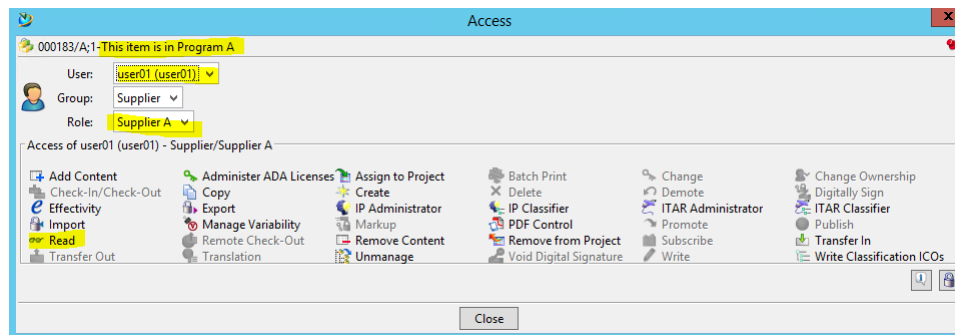 Access
x
000183/A;1-This item is in Program A
User: user01 (user01)
Group: Supplier
Role: Supplier A
Access of user01 (user01) - Supplier/Supplier A
Add Content Administer ADA Licenses Assign to Project Batch Print Change Change Ownership
Check-In/Check-Out Copy Create Delete Demote Digitally Sign
Effectivity Export IP Administrator IP Classifier ITAR Administrator ITAR Classifier
Import Manage Variability Markup PDF Control Promote Publish
Read Remote Check-Out Remove Content Remove from Project Subscribe Transfer In
Transfer Out Translation Unmanage Void Digital Signature Write Write Classification ICOs
Close